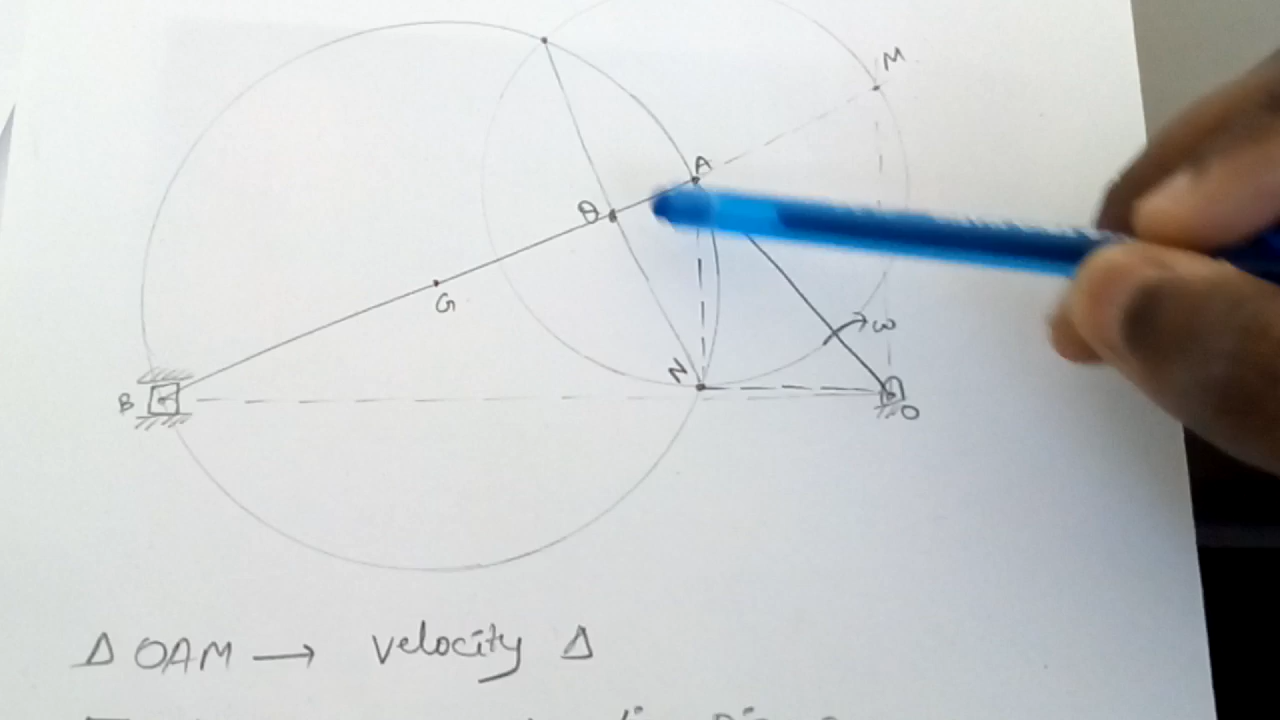 M
A
Q
G
ω
N
B
O
Δ OAM → Velocity Δ